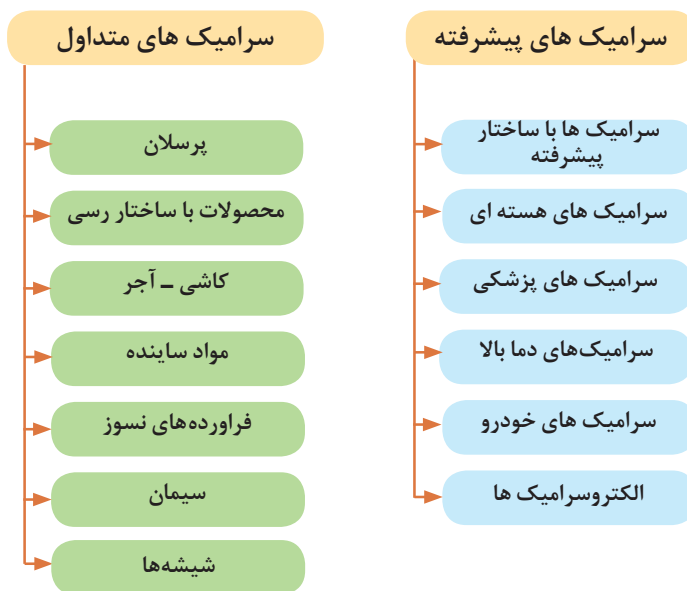 سرامیک های پیشرفته
سرامیک ها با ساختار
پیشرفته
سرامیک های هسته ای
سرامیک های پزشکی
سرامیک‌های دما بالا
سرامیک های خودرو
الکتروسرامیک ها
سرامیک های متداول
پرسلان
محصولات با ساختار رسی
کاشی ــ آجر
مواد ساینده
فراورده‌های نسوز
سیمان
شیشه‌ها